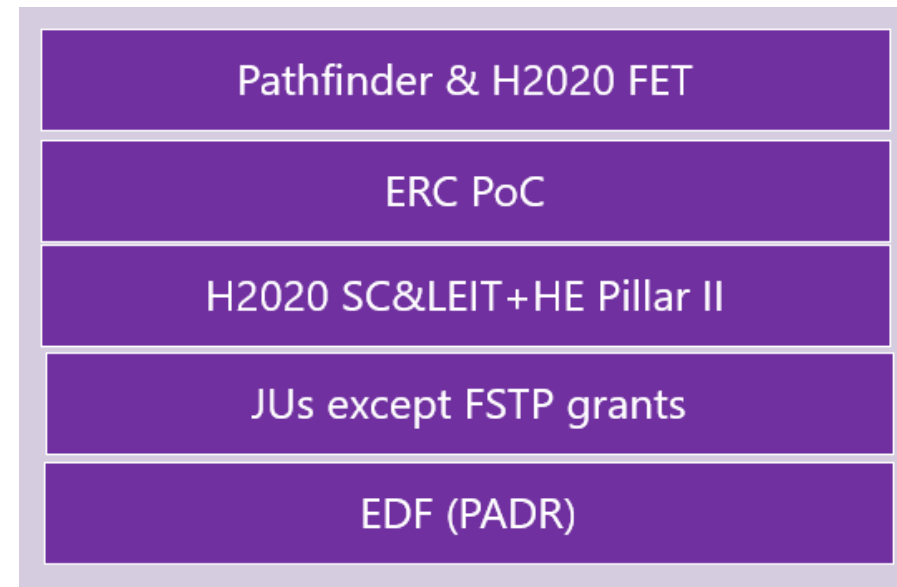 Pathfinder & H2020 FET
ERC PoC
H2020 SC&LEIT+HE Pillar II
JUs except FSTP grants
EDF (PADR)